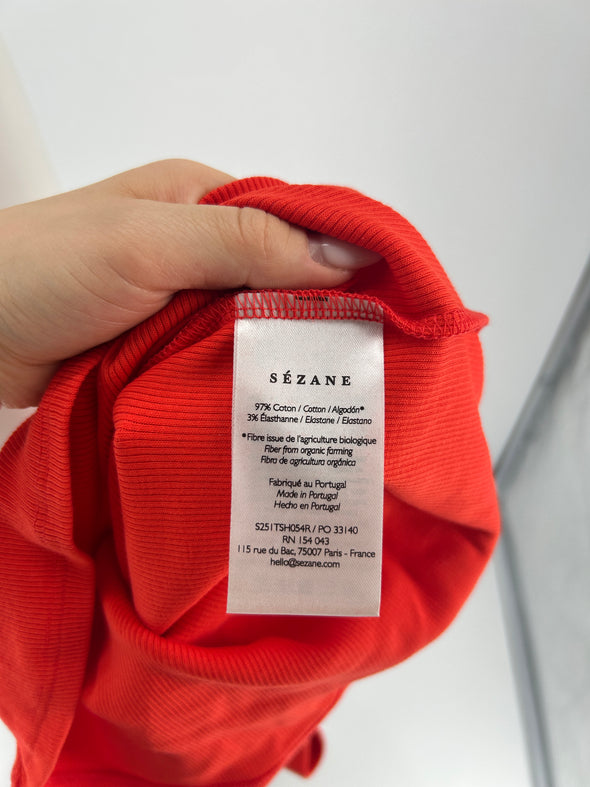 SÉZANE
97% Coton / Cotton / Algodón*
3% Élasthanne / Elastane / Elastano
*Fibre issue de l'agriculture biologique
Fiber from organic farming
Fibra de agricultura orgánica
Fabriqué au Portugal
Made in Portugal
Hecho en Portugal
S251TSH054R / PO 33140
RN 154 043
115 rue du Bac, 75007 Paris - France
hello@sezane.com